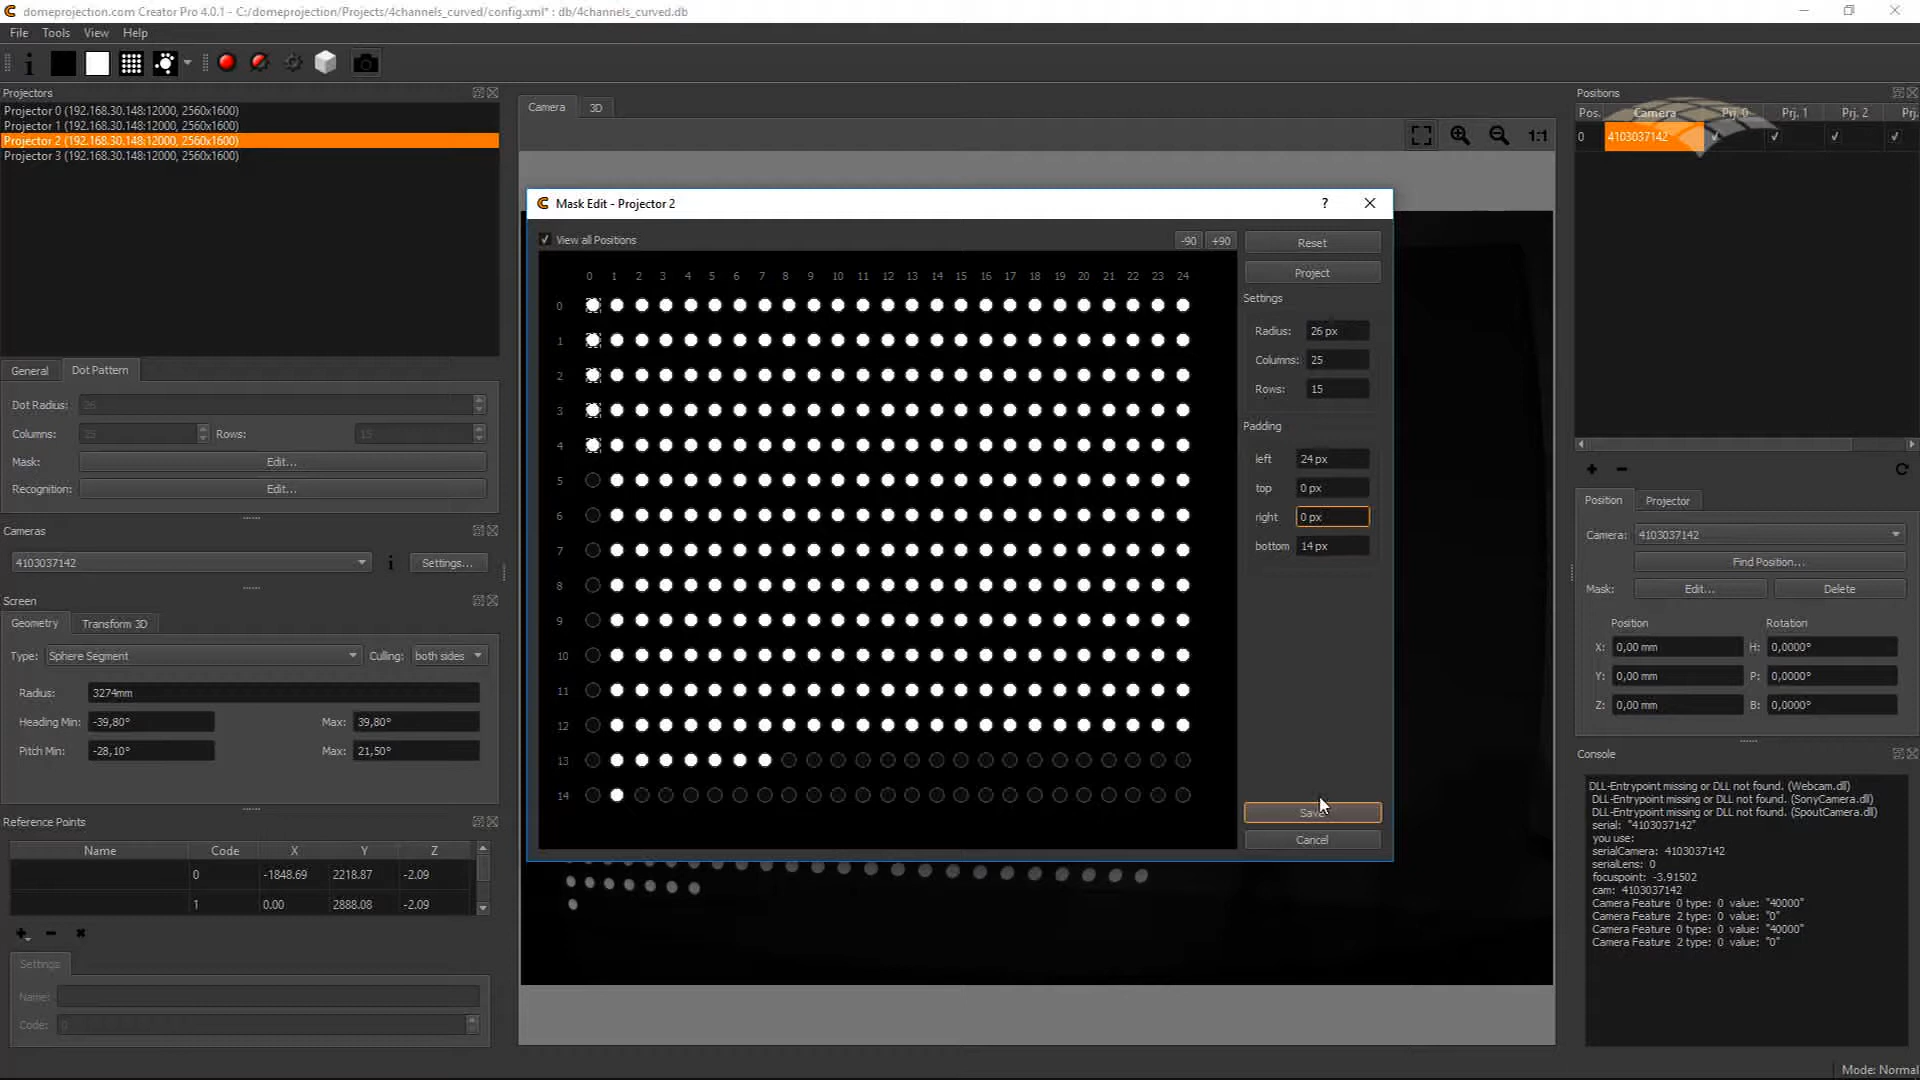 domeprojection.com Creator Pro 4.0.1 - C:/domeprojection/Projects/4channels_curved/config.xml* : db/4channels_curved.db
File Tools View Help
Projectors
Projector 0 (192.168.30.148:12000, 2560x1600)
Projector 1 (192.168.30.148:12000, 2560x1600)
Projector 2 (192.168.30.148:12000, 2560x1600)
Projector 3 (192.168.30.148:12000, 2560x1600)
General Dot Pattern
Dot Radius: 26
Columns: 25 Rows: 15
Mask: Edit...
Recognition: Edit...
Cameras
4103037142 i Settings...
Screen
Geometry Transform 3D
Type: Sphere Segment Culling: both sides
Radius: 3274mm
Heading Min: -39,80° Max: 39,80°
Pitch Min: -28,10° Max: 21,50°
Reference Points
Name Code X Y Z
0 -1848.69 2218.87 -2.09
1 0.00 2888.08 -2.09
Settings
Name:
Code: 0
Camera 3D
1:1
Mask Edit - Projector 2 ?
View all Positions -90 +90
0 1 2 3 4 5 6 7 8 9 10 11 12 13 14 15 16 17 18 19 20 21 22 23 24
0
1
2
3
4
5
6
7
8
9
10
11
12
13
14
Reset
Project
Settings
Radius: 26 px
Columns: 25
Rows: 15
Padding
left 24 px
top 0 px
right 0 px
bottom 14 px
Save
Cancel
Positions
Pos. Camera Prj. 0 Prj. 1 Prj. 2 Prj.
0 4103037142
Position Projector
Camera: 4103037142
Find Position...
Mask: Edit... Delete
Position Rotation
X: 0,00 mm H: 0,0000°
Y: 0,00 mm P: 0,0000°
Z: 0,00 mm B: 0,0000°
Console
DLL-Entrypoint missing or DLL not found. (Webcam.dll)
DLL-Entrypoint missing or DLL not found. (SonyCamera.dll)
DLL-Entrypoint missing or DLL not found. (SpoutCamera.dll)
serial: "4103037142"
you use:
serialCamera: 4103037142
serialLens: 0
focuspoint: -3.91502
cam: 4103037142
Camera Feature 0 type: 0 value: "40000"
Camera Feature 2 type: 0 value: "0"
Camera Feature 0 type: 0 value: "40000"
Camera Feature 2 type: 0 value: "0"
Mode: Normal